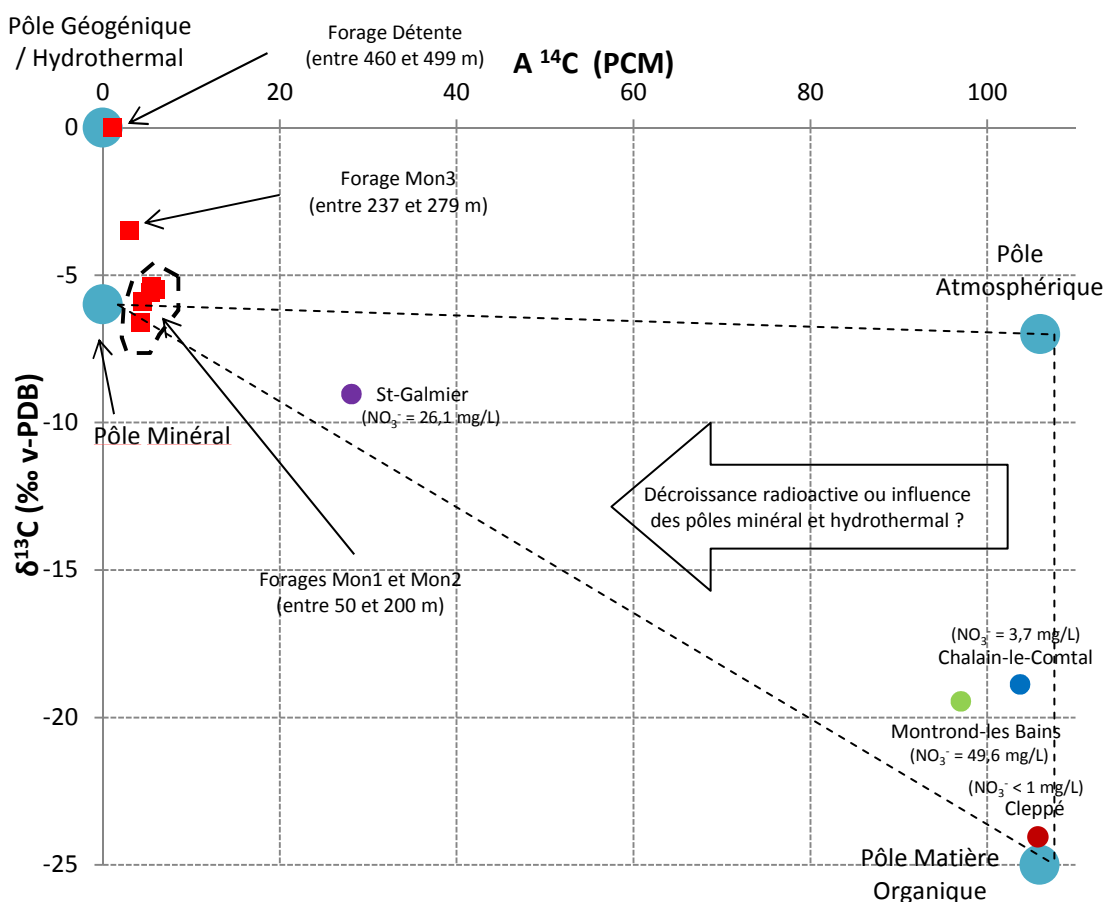 Pôle Géogénique
/ Hydrothermal
Forage Détente
(entre 460 et 499 m)
A ¹⁴C (PCM)
0
20
40
60
80
100
0
-5
-10
-15
-20
-25
δ¹³C (‰ v-PDB)
Forage Mon3
(entre 237 et 279 m)
Pôle
Atmosphérique
St-Galmier
(NO₃⁻ = 26,1 mg/L)
Pôle Minéral
Décroissance radioactive ou influence
des pôles minéral et hydrothermal ?
Forages Mon1 et Mon2
(entre 50 et 200 m)
(NO₃⁻ = 3,7 mg/L)
Chalain-le-Comtal
Montrond-les Bains
(NO₃⁻ = 49,6 mg/L)
(NO₃⁻ < 1 mg/L)
Cleppé
Pôle Matière
Organique